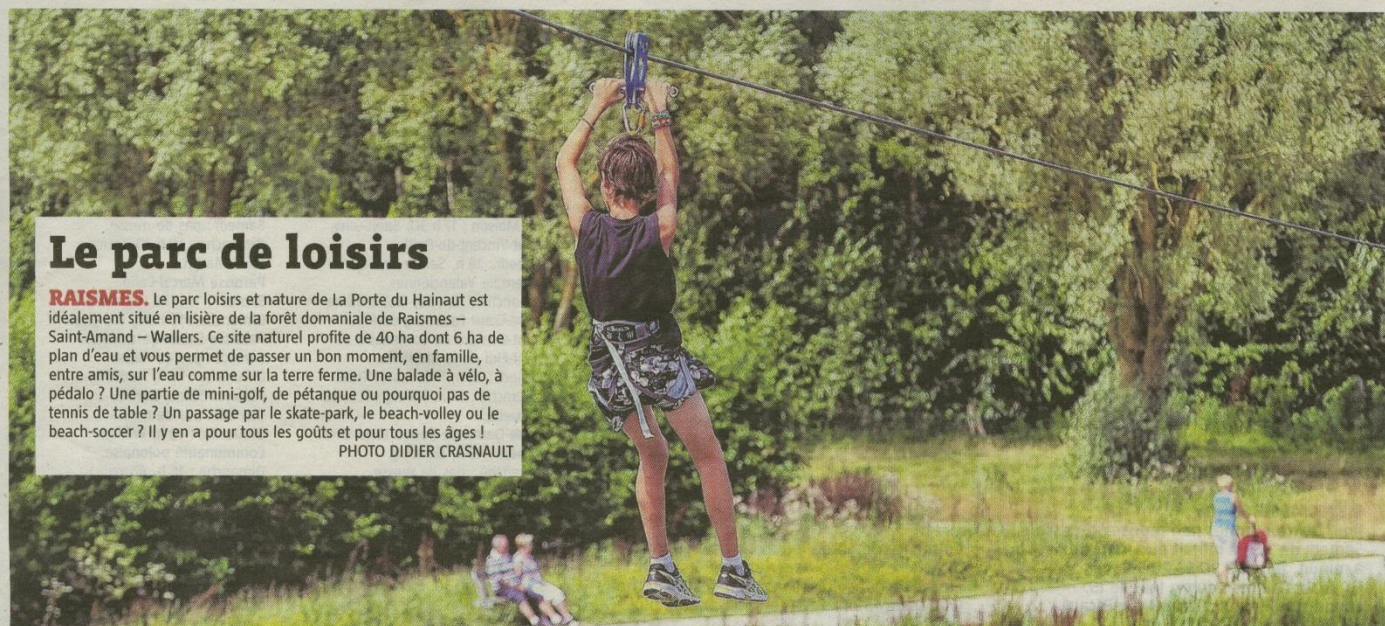 Le parc de loisirs
RAISMES. Le parc loisirs et nature de La Porte du Hainaut est
idéalement situé en lisière de la forêt domaniale de Raismes –
Saint-Amand – Wallers. Ce site naturel profite de 40 ha dont 6 ha de
plan d'eau et vous permet de passer un bon moment, en famille,
entre amis, sur l'eau comme sur la terre ferme. Une balade à vélo, à
pédalo ? Une partie de mini-golf, de pétanque ou pourquoi pas de
tennis de table ? Un passage par le skate-park, le beach-volley ou le
beach-soccer ? Il y en a pour tous les goûts et pour tous les âges !
PHOTO DIDIER CRASNAULT